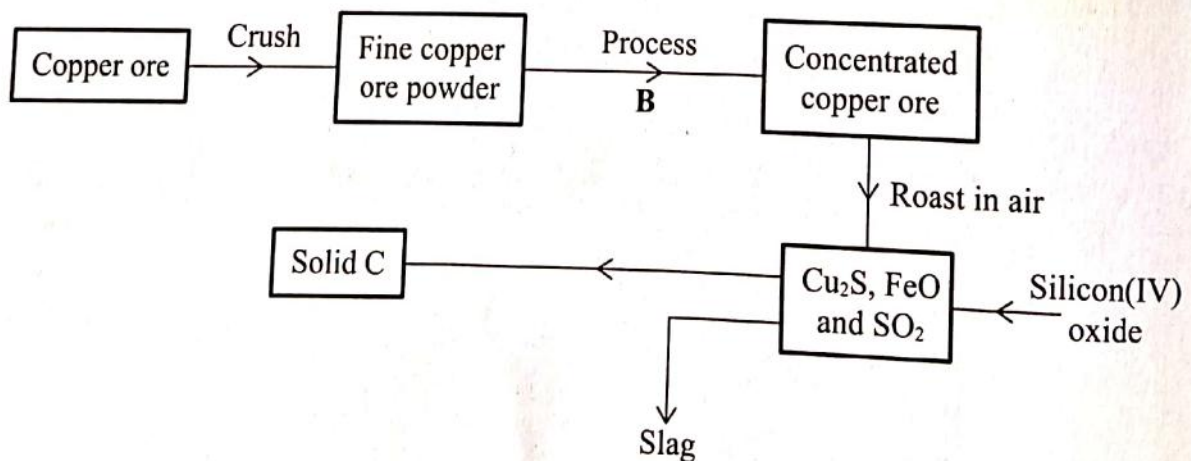 Copper ore
Crush
Fine copper
ore powder
Process
B
Concentrated
copper ore
Roast in air
Solid C
Cu₂S, FeO
and SO₂
Silicon(IV)
oxide
Slag